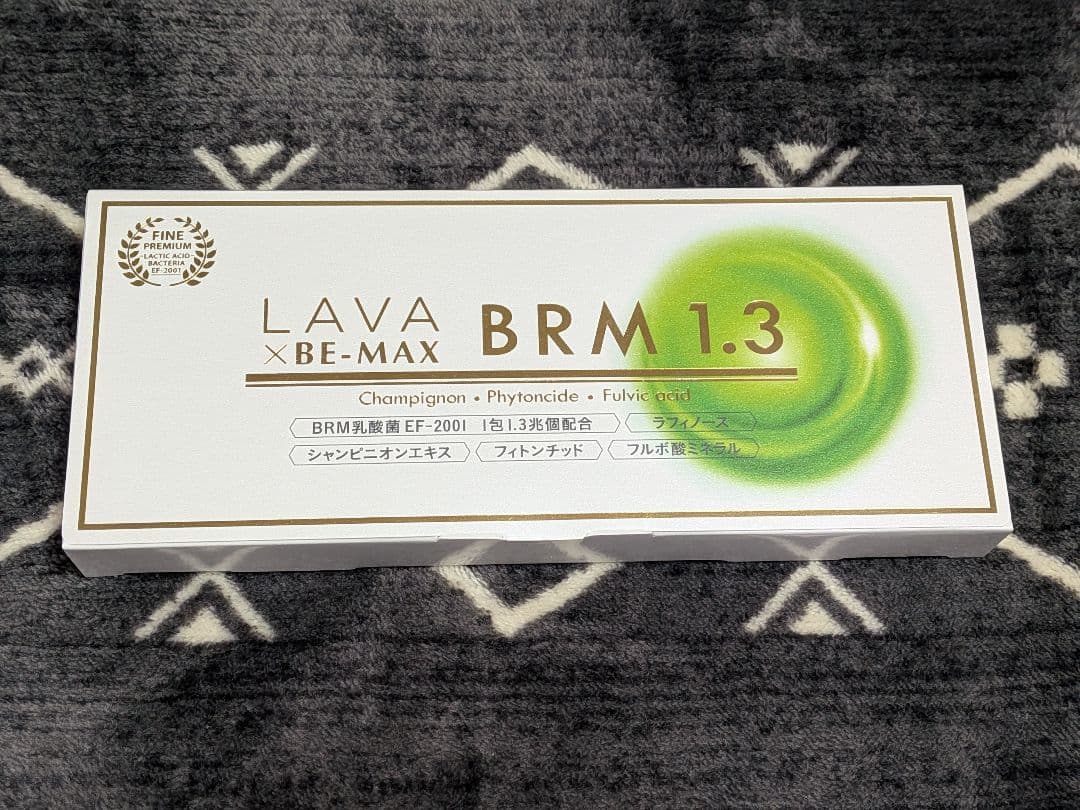 FINE
PREMIUM
-LACTIC ACID-
BACTERIA
EF-2001
LAVA
×BE-MAX
BRM 1.3
Champignon • Phytoncide • Fulvic acid
BRM乳酸菌 EF-2001 1包1.3兆個配合
ラフィノース
シャンピニオンエキス
フィトンチッド
フルボ酸ミネラル